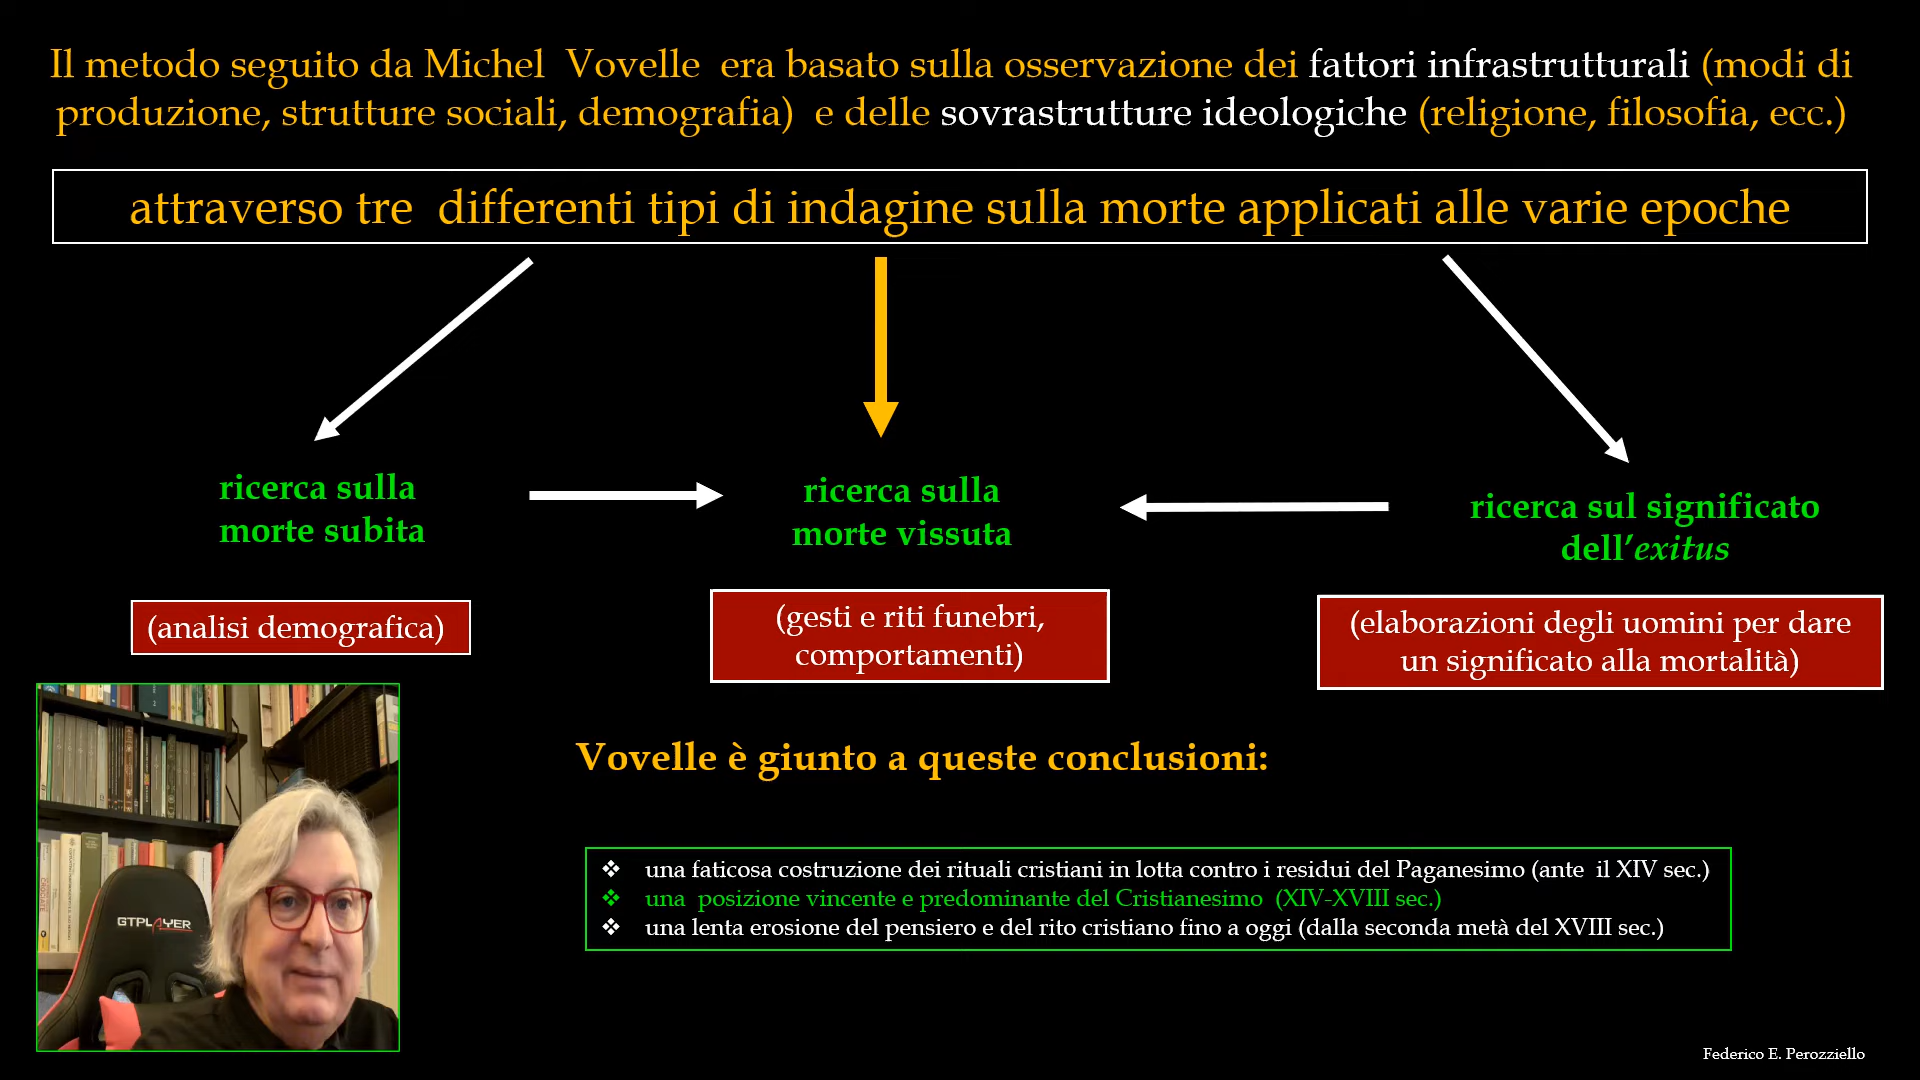 Il metodo seguito da Michel Vovelle era basato sulla osservazione dei fattori infrastrutturali (modi di
produzione, strutture sociali, demografia) e delle sovrastrutture ideologiche (religione, filosofia, ecc.)
attraverso tre differenti tipi di indagine sulla morte applicati alle varie epoche
ricerca sulla
morte subita
ricerca sulla
morte vissuta
ricerca sul significato
dell’exitus
(analisi demografica)
(gesti e riti funebri,
comportamenti)
(elaborazioni degli uomini per dare
un significato alla mortalità)
Vovelle è giunto a queste conclusioni:
❖ una faticosa costruzione dei rituali cristiani in lotta contro i residui del Paganesimo (ante il XIV sec.)
❖ una posizione vincente e predominante del Cristianesimo (XIV-XVIII sec.)
❖ una lenta erosione del pensiero e del rito cristiano fino a oggi (dalla seconda metà del XVIII sec.)
GTPLAYER
Federico E. Perozziello